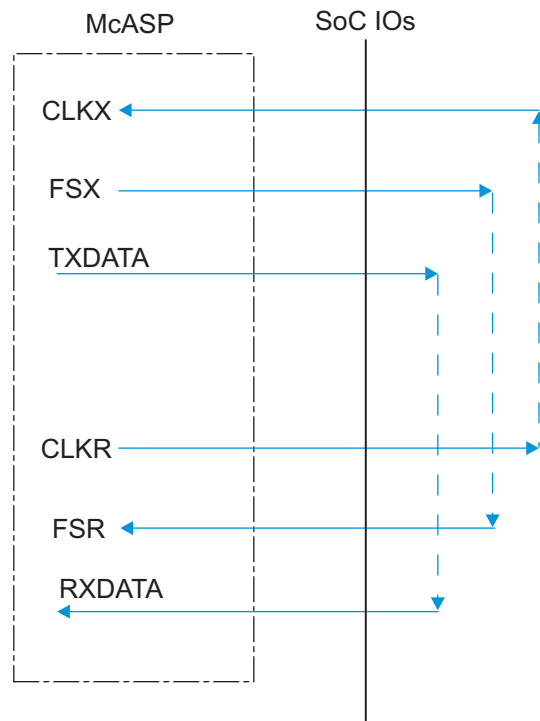 McASP
SoC IOs
CLKX
FSX
TXDATA
CLKR
FSR
RXDATA